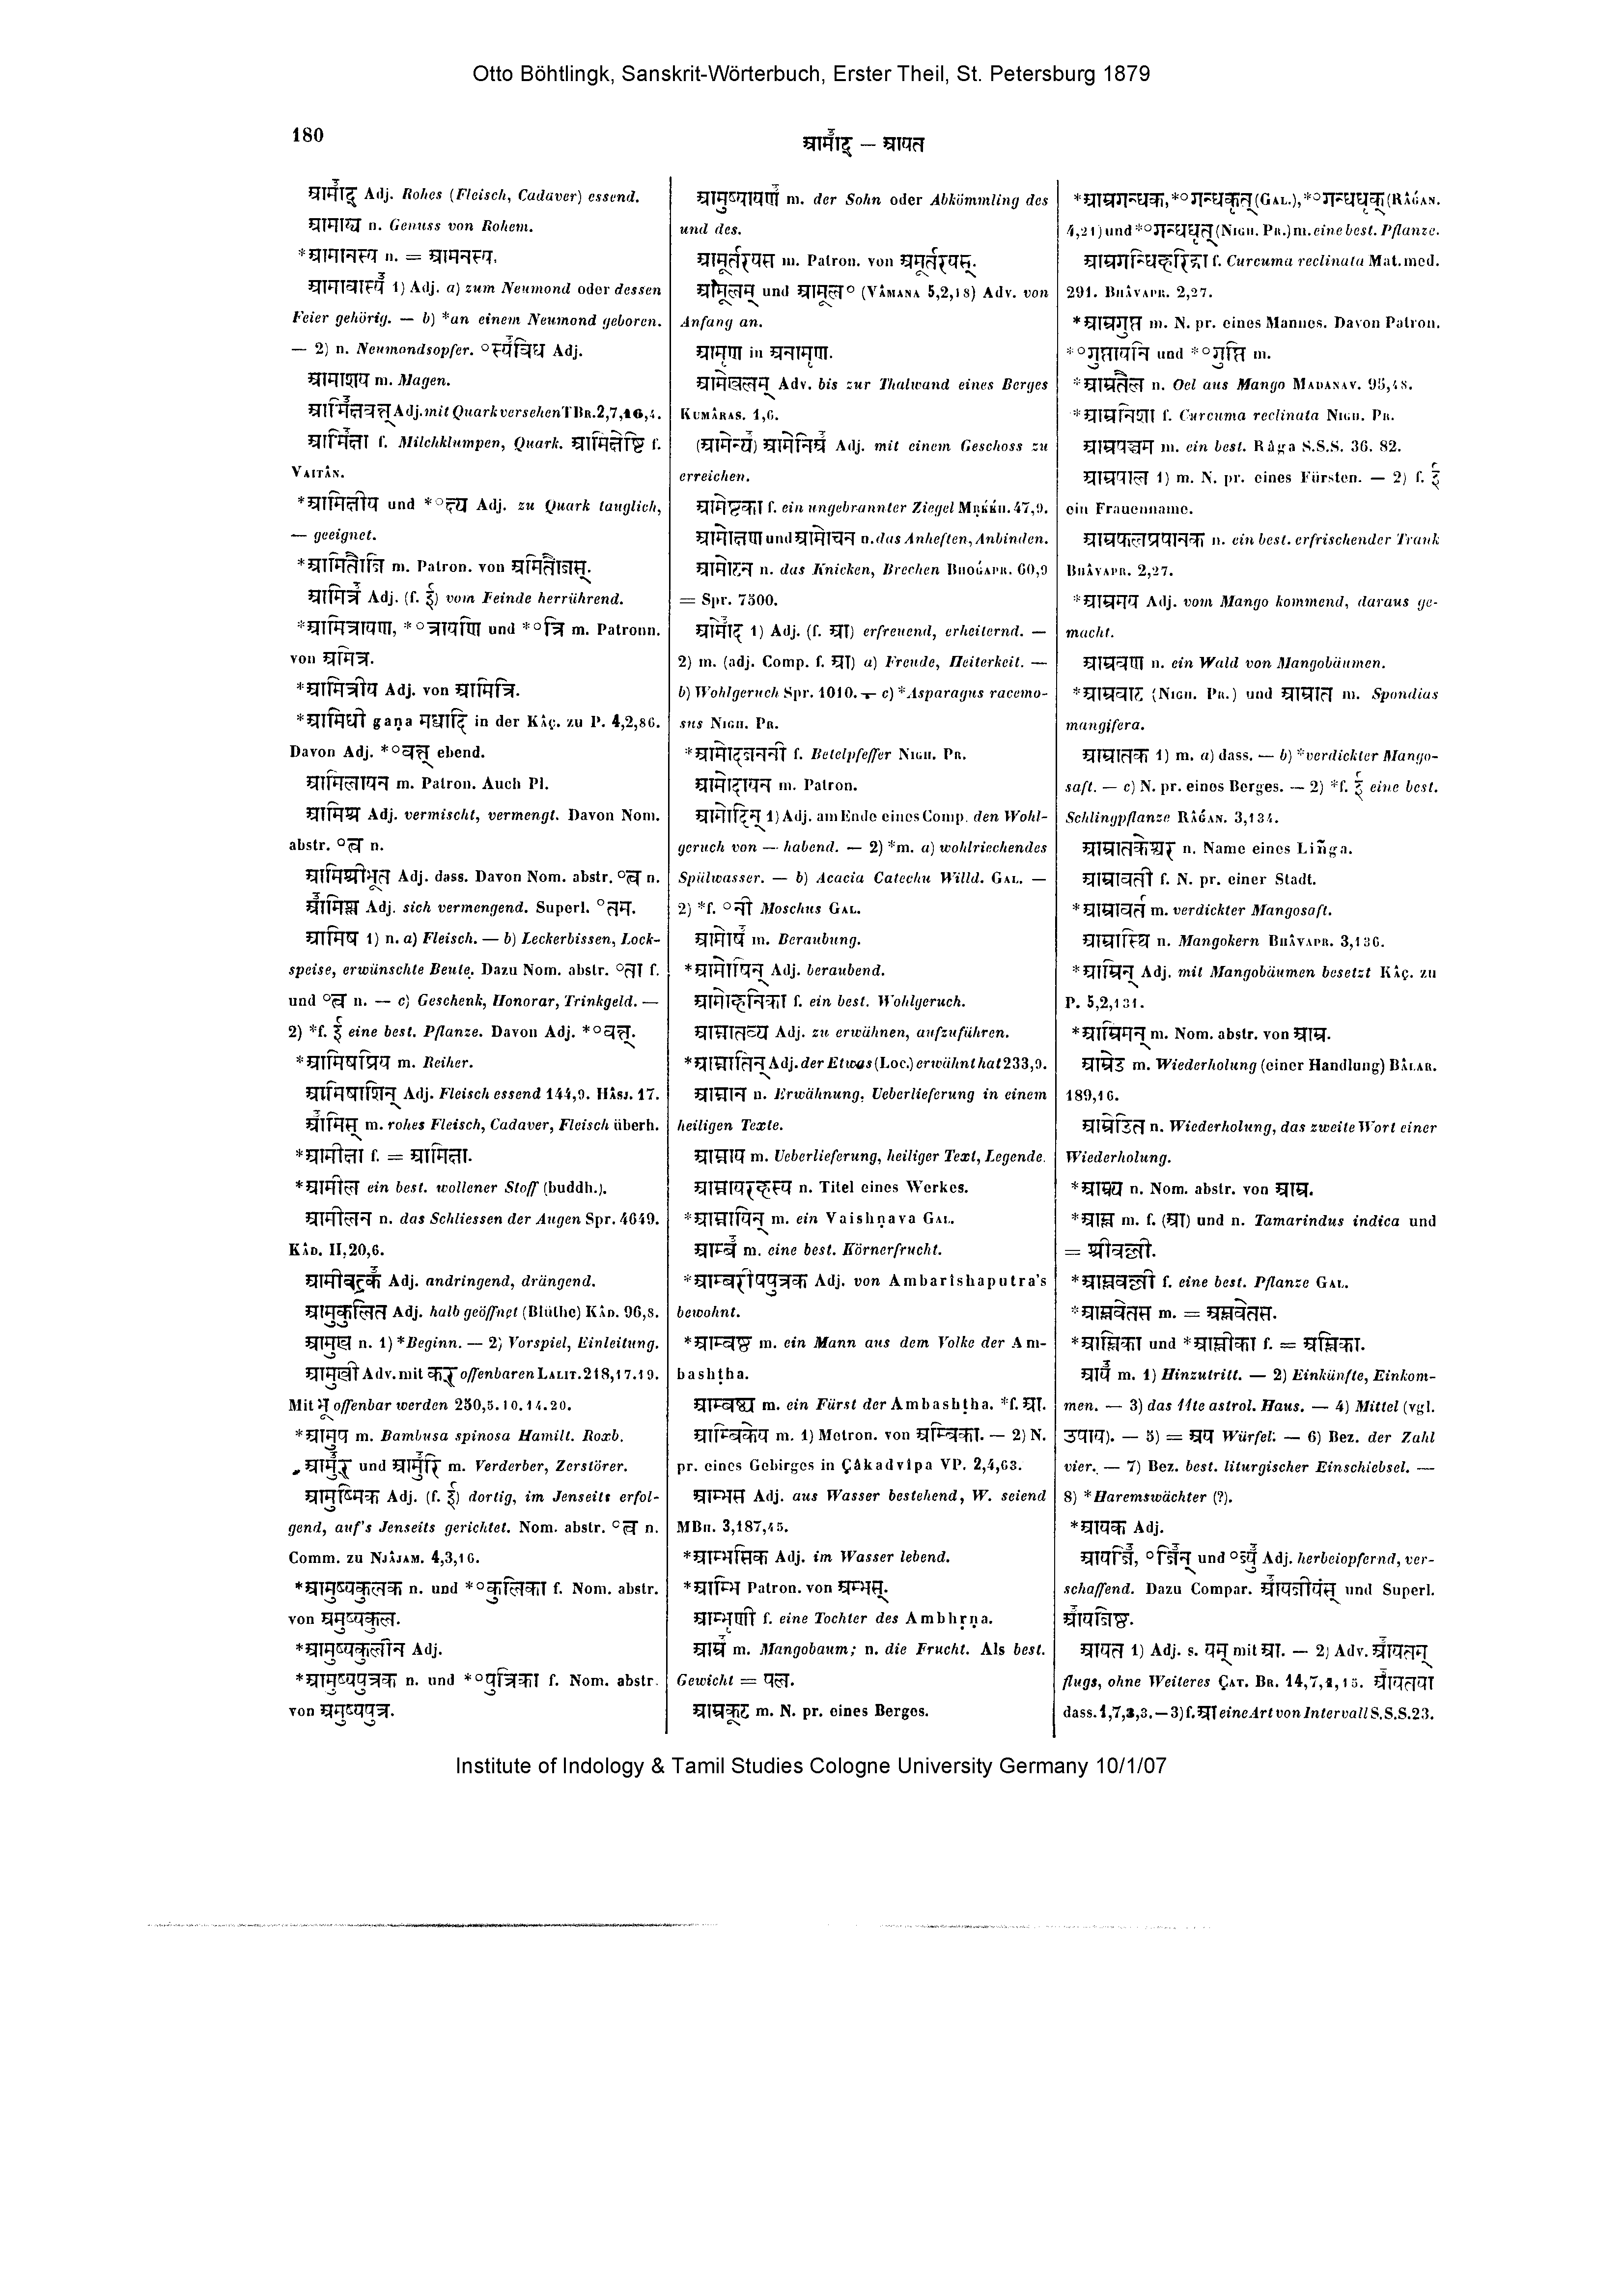 Otto Böhtlingk, Sanskrit-Wörterbuch, Erster Theil, St. Petersburg 1879
180
आमा॑द् — आयत
आमा॑द् Adj. Rohes (Fleisch, Cadaver) essend.
आमाद्य n. Genuss von Rohem.
*आमानस्य n. = आमनस्य.
आमावास्य॑ 1) Adj. a) zum Neumond oder dessen
Feier gehörig. — b) *an einem Neumond geboren.
— 2) n. Neumondsopfer. °स्य॑विध Adj.
आमाशय m. Magen.
आमि॑क्षवत् Adj. mit Quark versehen TBr. 2,7,16,4.
आमि॑क्षा f. Milchklumpen, Quark. आमिक्षेष्टि f.
Vaitân.
*आमिक्षीय und *°क्ष्य Adj. zu Quark tauglich,
— geeignet.
*आमितौजि m. Patron. von अमितौजस्.
आमित्र॑ Adj. (f. ई॑) vom Feinde herrührend.
*आमित्रायण, *°त्रायणि und *°त्रि m. Patronn.
von अमित्र.
*आमित्रीय Adj. von आमित्रि.
*आमिधी gaṇa मधादि in der Kâç. zu P. 4,2,86.
Davon Adj. *°वत् ebend.
आमिलायन m. Patron. Auch Pl.
आमिश्र Adj. vermischt, vermengt. Davon Nom.
abstr. °त्व n.
आमिश्रीभूत Adj. dass. Davon Nom. abstr. °त्व n.
आ॑मिश्ल Adj. sich vermengend. Superl. °तम.
आमिष 1) n. a) Fleisch. — b) Leckerbissen, Lock-
speise, erwünschte Beute. Dazu Nom. abstr. °ता f.
und °त्व n. — c) Geschenk, Honorar, Trinkgeld. —
2) *f. ई॑ eine best. Pflanze. Davon Adj. *°वत्.
*आमिषप्रिय m. Reiher.
आमिषाशिन् Adj. Fleisch essend 144,9. Hâsj. 17.
आ॑मिस् m. rohes Fleisch, Cadaver, Fleisch überh.
*आमीक्षा f. = आमिक्षा.
*आमील ein best. wollener Stoff (buddh.).
आमीलन n. das Schliessen der Augen Spr. 4649.
Kâd. II,20,6.
आमीवत्क॑ Adj. andringend, drängend.
आमुकुलित Adj. halb geöffnet (Blüthe) Kâd. 96,8.
आमुख n. 1) *Beginn. — 2) Vorspiel, Einleitung.
आमुखी Adv. mit कर् offenbaren Lalit. 218,17.19.
Mit भू offenbar werden 250,5.10.14.20.
*आमुप m. Bambusa spinosa Hamilt. Roxb.
आमु॑र् und आमु॑रि m. Verderber, Zerstörer.
आमुष्मिक Adj. (f. ई॑) dortig, im Jenseits erfol-
gend, auf's Jenseits gerichtet. Nom. abstr. °त्व n.
Comm. zu Njâjam. 4,3,16.
*आमुष्यकुलक n. und *°कुलिका f. Nom. abstr.
von अमुष्यकुल.
*आमुष्यकुलीन Adj.
*आमुष्यपुत्रक n. und *°पुत्रिका f. Nom. abstr.
von अमुष्यपुत्र.
आमुष्यायण॑ m. der Sohn oder Abkömmling des
und des.
आमूर्तरयस m. Patron. von अमूर्तरयस्.
आ॑मूलम् und आमूल° (Vâmana 5,2,18) Adv. von
Anfang an.
आमृण in अनामृण.
आमेखलम् Adv. bis zur Thalwand eines Berges
Kumâras. 1,6.
(आमेन्य॑) आमेनिअ॑ Adj. mit einem Geschoss zu
erreichen.
आमेष्टका f. ein ungebrannter Ziegel Mṛkkh. 47,9.
आमोक्षण und आमोचन n. das Anheften, Anbinden.
आमोटन n. das Knicken, Brechen Bhoǵapr. 60,9
= Spr. 7500.
आमो॑द 1) Adj. (f. आ) erfreuend, erheiternd. —
2) m. (adj. Comp. f. आ) a) Freude, Heiterkeit. —
b) Wohlgeruch Spr. 1010. — c) *Asparagus racemo-
sus Nigh. Pr.
*आमोदजननी f. Betelpfeffer Nigh. Pr.
आमोदायन m. Patron.
आमोदिन् 1) Adj. am Ende eines Comp. den Wohl-
geruch von — habend. — 2) *m. a) wohlriechendes
Spülwasser. — b) Acacia Catechu Willd. Gal. —
2) *f. °नी Moschus Gal.
आमोष॑ m. Beraubung.
*आमोषिन् Adj. beraubend.
आमोहनिका f. ein best. Wohlgeruch.
आम्नातव्य Adj. zu erwähnen, aufzuführen.
*आम्नातिन् Adj. der Etwas (Loc.) erwähnt hat 233,9.
आम्नान n. Erwähnung, Ueberlieferung in einem
heiligen Texte.
आम्नाय m. Ueberlieferung, heiliger Text, Legende.
आम्नायरहस्य n. Titel eines Werkes.
*आम्नायिन् m. ein Vaishṇava Gal.
आम्ब॑ m. eine best. Körnerfrucht.
*आम्बरीषपुत्रक Adj. von Ambarîshaputra's
bewohnt.
*आम्बष्ठ m. ein Mann aus dem Volke der Am-
bashṭha.
आम्बष्ठ्य m. ein Fürst der Ambashṭha. *f. आ.
आम्बिकेय m. 1) Metron. von अम्बिका. — 2) N.
pr. eines Gebirges in Çâkadvîpa VP. 2,4,63.
आम्भस Adj. aus Wasser bestehend, W. seiend
MBh. 3,187,45.
*आम्भसिक Adj. im Wasser lebend.
*आम्भि Patron. von अम्भस्.
आम्भृणी f. eine Tochter des Ambhṛṇa.
आम्र॑ m. Mangobaum; n. die Frucht. Als best.
Gewicht = पल.
आम्रकूट m. N. pr. eines Berges.
*आम्रगन्धक, *°गन्धकृत् (Gal.), *°गन्धधृक् (Râǵan.
4,21) und *°गन्धधृत् (Nigh. Pr.) m. eine best. Pflanze.
आम्रगन्धिहरिद्रा f. Curcuma reclinata Mat. med.
291. Bhâvapr. 2,27.
*आम्रगुप्त m. N. pr. eines Mannes. Davon Patron.
*°गुप्तायनि und *°गुप्ति m.
*आम्रतैल n. Oel aus Mango Madanav. 95,48.
*आम्रनिशा f. Curcuma reclinata Nigh. Pr.
आम्रपञ्चम m. ein best. Râga S.S.S. 36. 82.
आम्रपाल 1) m. N. pr. eines Fürsten. — 2) f. ई
ein Frauenname.
आम्रफलप्रपानक n. ein best. erfrischender Trank
Bhâvapr. 2,27.
*आम्रमय Adj. vom Mango kommend, daraus ge-
macht.
आम्रवण n. ein Wald von Mangobäumen.
*आम्रवाट (Nigh. Pr.) und आम्रात m. Spondias
mangifera.
आम्रातक 1) m. a) dass. — b) *verdickter Mango-
saft. — c) N. pr. eines Berges. — 2) *f. ई eine best.
Schlingpflanze Râǵan. 3,134.
आम्रातकेश्वर n. Name eines Liṅga.
आम्रावती f. N. pr. einer Stadt.
*आम्रावर्त m. verdickter Mangosaft.
आम्रास्थि n. Mangokern Bhâvapr. 3,136.
*आम्रिन् Adj. mit Mangobäumen besetzt Kâç. zu
P. 5,2,131.
*आम्रिमन् m. Nom. abstr. von आम्र.
आम्रेड m. Wiederholung (einer Handlung) Bâlar.
189,16.
आम्रेडित n. Wiederholung, das zweite Wort einer
Wiederholung.
*आम्र्य n. Nom. abstr. von आम्र.
*आम्ल m. f. (आ) und n. Tamarindus indica und
= श्रीवल्ली.
*आम्लवल्ली f. eine best. Pflanze Gal.
*आम्लवेतस m. = अम्लवेतस.
*आम्लिका und *आम्लीका f. = अम्लिका.
आय॑ m. 1) Hinzutritt. — 2) Einkünfte, Einkom-
men. — 3) das 11te astrol. Haus. — 4) Mittel (vgl.
उपाय). — 5) = अय Würfel. — 6) Bez. der Zahl
vier. — 7) Bez. best. liturgischer Einschiebsel. —
8) *Haremswächter (?).
*आयक Adj.
आयजि॑, °जि॑न् und °ज्यु॑ Adj. herbeiopfernd, ver-
schaffend. Dazu Compar. आ॑यजीयंस् und Superl.
आ॑यजिष्ठ.
आयत 1) Adj. s. यम् mit आ. — 2) Adv. आ॑यतम्
flugs, ohne Weiteres Çat. Br. 14,7,1,15. आ॑यतया
dass. 1,7,3,3. — 3) f. आ eine Art von Intervall S.S.S. 23.
Institute of Indology & Tamil Studies Cologne University Germany 10/1/07